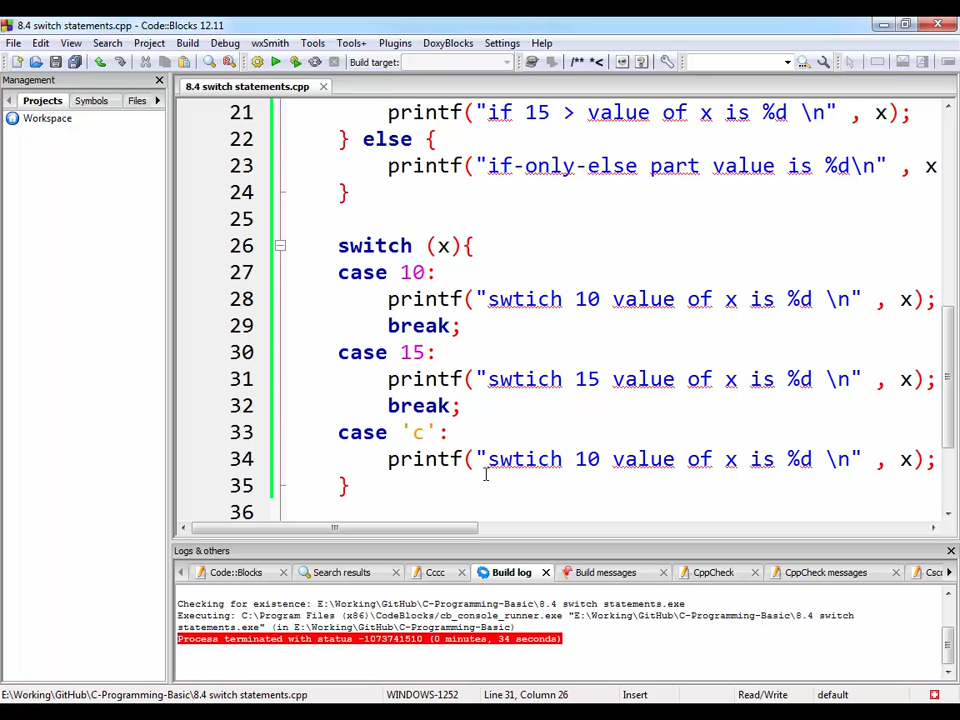 8.4 switch statements.cpp - Code::Blocks 12.11
File Edit View Search Project Build Debug wxSmith Tools Tools+ Plugins DoxyBlocks Settings Help
Build target: /** *<
Management
Projects Symbols Files
Workspace
8.4 switch statements.cpp
21 printf("if 15 > value of x is %d \n" , x);
22 } else {
23 printf("if-only-else part value is %d\n" , x
24 }
25
26 switch (x){
27 case 10:
28 printf("swtich 10 value of x is %d \n" , x);
29 break;
30 case 15:
31 printf("swtich 15 value of x is %d \n" , x);
32 break;
33 case 'c':
34 printf("swtich 10 value of x is %d \n" , x);
35 }
36
Logs & others
Code::Blocks Search results Cccc Build log Build messages CppCheck CppCheck messages Cscc
Checking for existence: E:\Working\GitHub\C-Programming-Basic\8.4 switch statements.exe
Executing: C:\Program Files (x86)\CodeBlocks/cb_console_runner.exe "E:\Working\GitHub\C-Programming-Basic\8.4 switch
statements.exe" (in E:\Working\GitHub\C-Programming-Basic)
Process terminated with status -1073741510 (0 minutes, 34 seconds)
E:\Working\GitHub\C-Programming-Basic\8.4 switch statements.cpp WINDOWS-1252 Line 31, Column 26 Insert Read/Write default